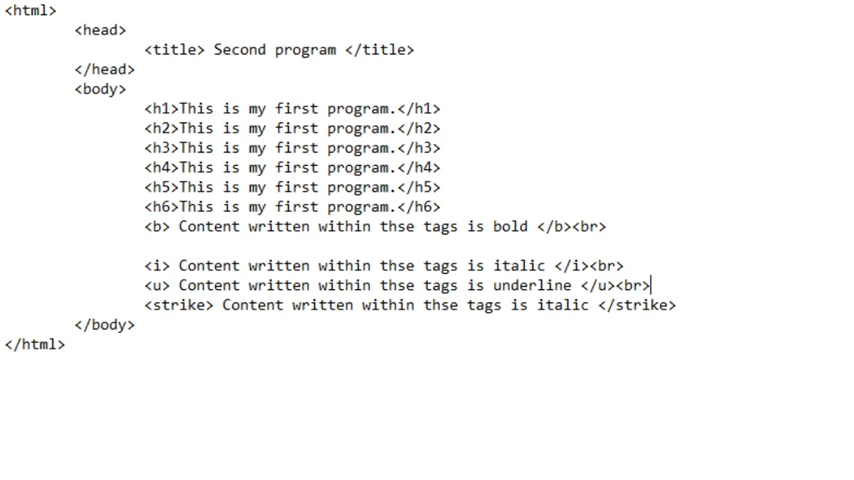 <html>
<head>
<title> Second program </title>
</head>
<body>
<h1>This is my first program.</h1>
<h2>This is my first program.</h2>
<h3>This is my first program.</h3>
<h4>This is my first program.</h4>
<h5>This is my first program.</h5>
<h6>This is my first program.</h6>
<b> Content written within thse tags is bold </b><br>
<i> Content written within thse tags is italic </i><br>
<u> Content written within thse tags is underline </u><br>
<strike> Content written within thse tags is italic </strike>
</body>
</html>